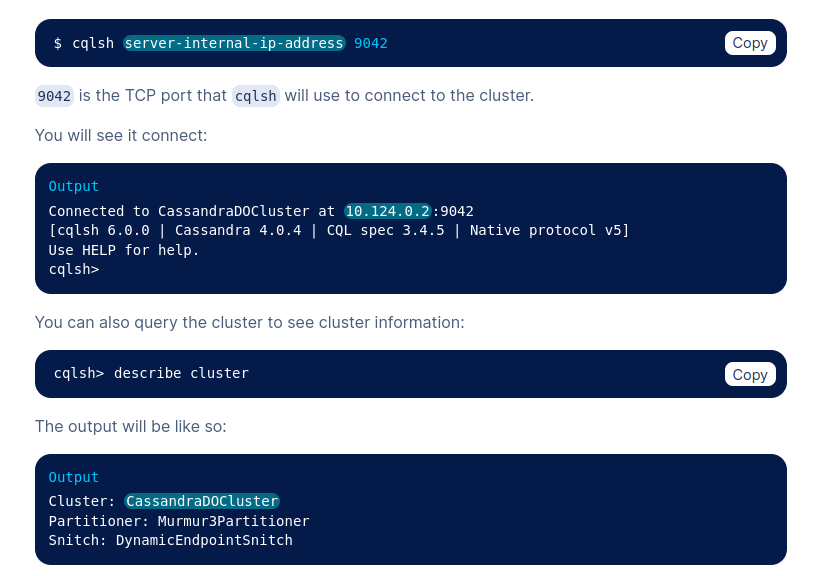 $ cqlsh server-internal-ip-address 9042
Copy
9042 is the TCP port that cqlsh will use to connect to the cluster.
You will see it connect:
Output
Connected to CassandraDOCluster at 10.124.0.2:9042
[cqlsh 6.0.0 | Cassandra 4.0.4 | CQL spec 3.4.5 | Native protocol v5]
Use HELP for help.
cqlsh>
You can also query the cluster to see cluster information:
cqlsh> describe cluster
Copy
The output will be like so:
Output
Cluster: CassandraDOCluster
Partitioner: Murmur3Partitioner
Snitch: DynamicEndpointSnitch